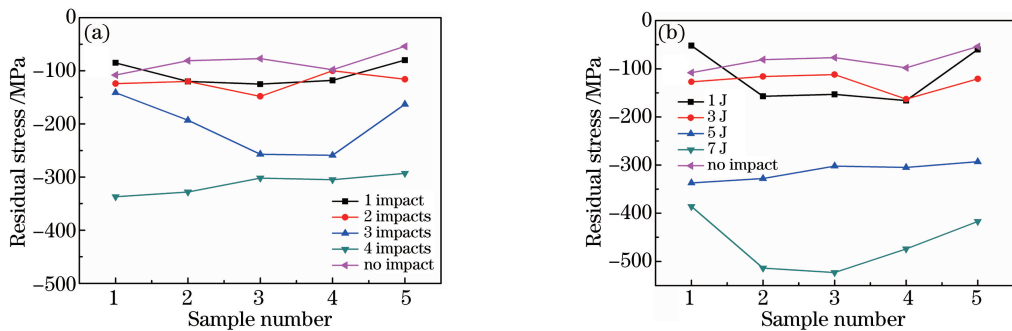 (a)
Residual stress /MPa
0
−100
−200
−300
−400
−500
1 2 3 4 5
Sample number
1 impact
2 impacts
3 impacts
4 impacts
no impact
(b)
Residual stress /MPa
0
−100
−200
−300
−400
−500
1 2 3 4 5
Sample number
1 J
3 J
5 J
7 J
no impact